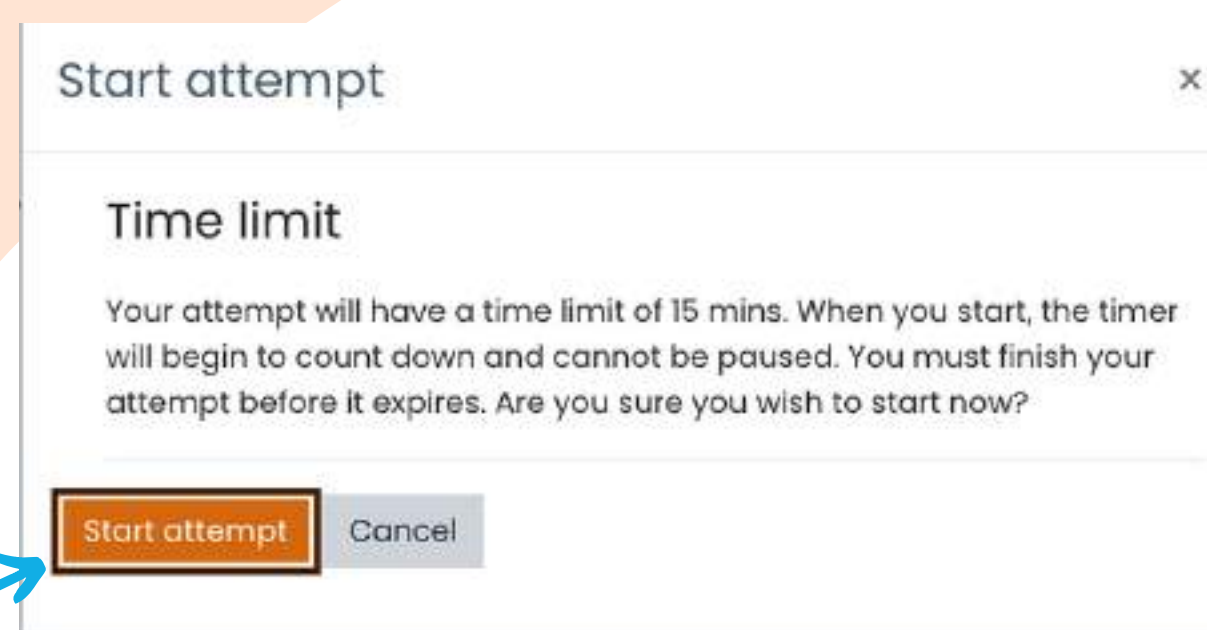 Start attempt
×
Time limit
Your attempt will have a time limit of 15 mins. When you start, the timer
will begin to count down and cannot be paused. You must finish your
attempt before it expires. Are you sure you wish to start now?
Start attempt Cancel